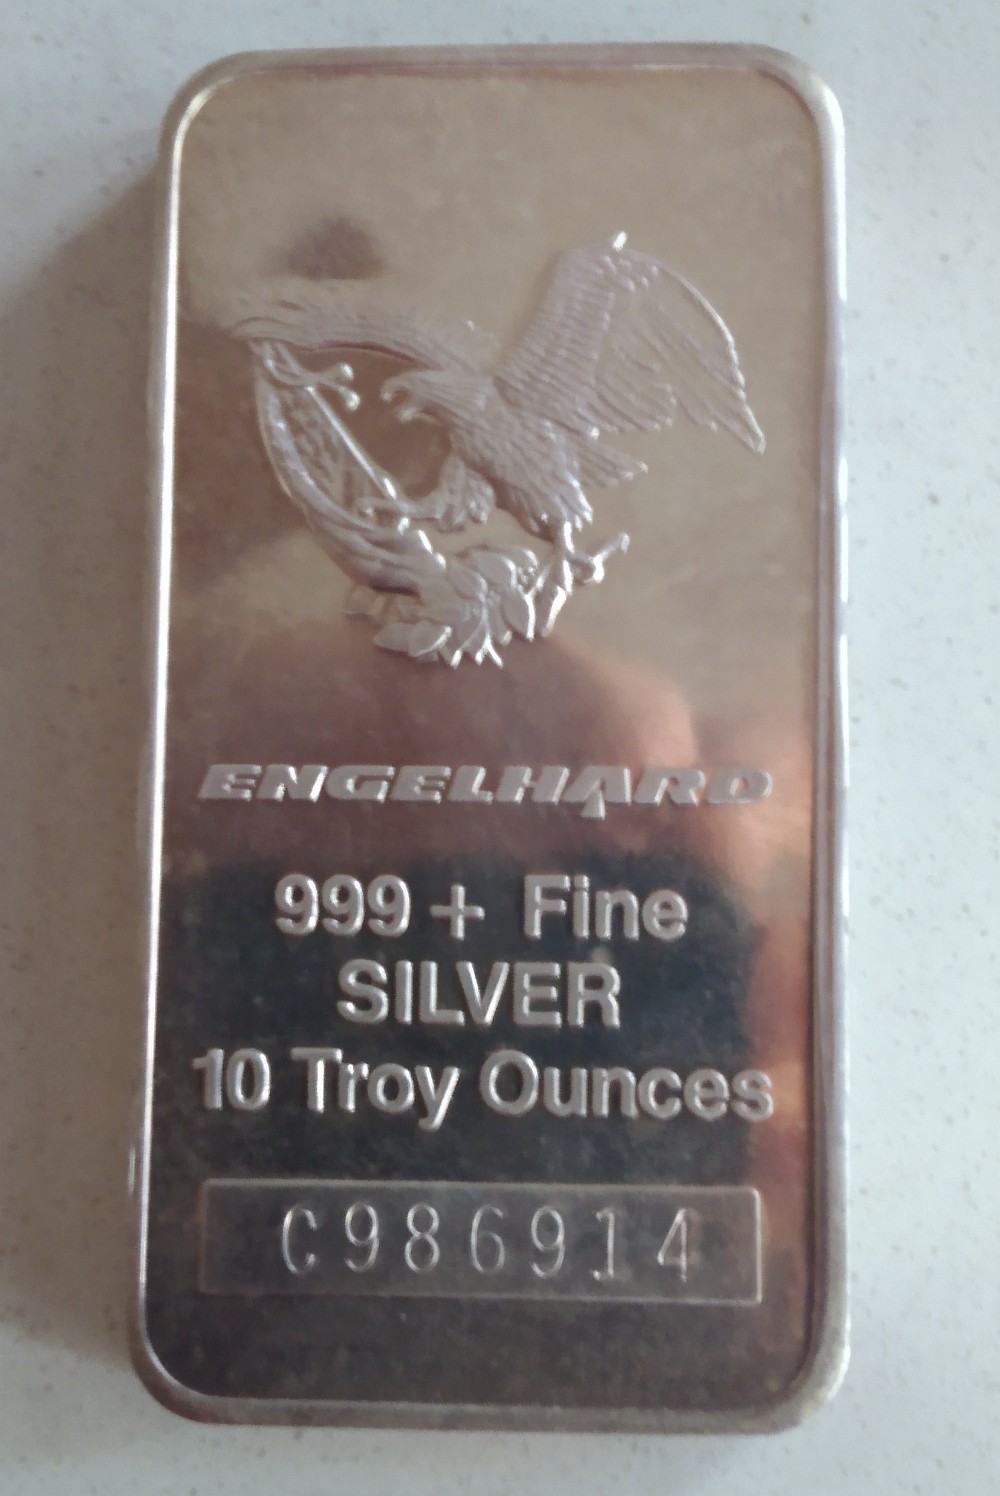 ENGELHARD
999 + Fine
SILVER
10 Troy Ounces
C986914